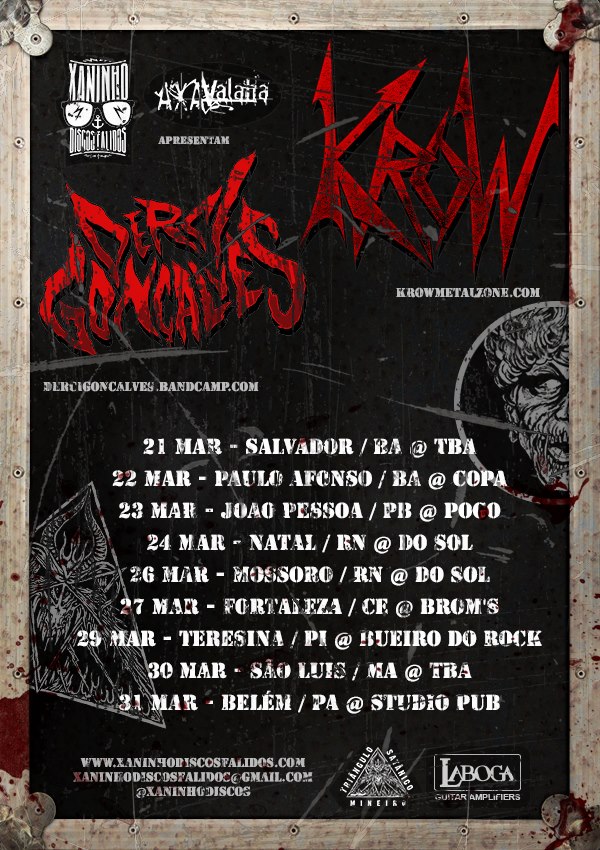 XANINHO
DISCOS FALIDOS
APRESENTAM
KROW
KROWMETALZONE.COM
DERCY
GONCALVES
DERCIGONCALVES.BANDCAMP.COM
21 MAR - SALVADOR / BA @ TBA
22 MAR - PAULO AFONSO / BA @ COPA
23 MAR - JOAO PESSOA / PB @ POCO
24 MAR - NATAL / RN @ DO SOL
26 MAR - MOSSORO / RN @ DO SOL
27 MAR - FORTALEZA / CE @ BROM'S
29 MAR - TERESINA / PI @ BUEIRO DO ROCK
30 MAR - SÃO LUIS / MA @ TBA
31 MAR - BELÉM / PA @ STUDIO PUB
WWW.XANINHODISCOSFALIDOS.COM
XANINHODISCOSFALIDOS@GMAIL.COM
@XANINHODISCOS
TRIÂNGULO SATÂNICO
MINEIRO
LABOGA
GUITAR AMPLIFIERS